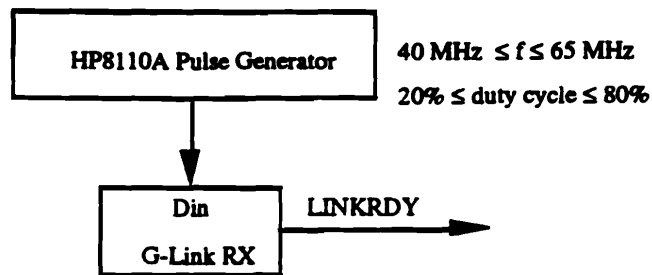 HP8110A Pulse Generator
40 MHz ≤ f ≤ 65 MHz
20% ≤ duty cycle ≤ 80%
Din
LINKRDY
G-Link RX